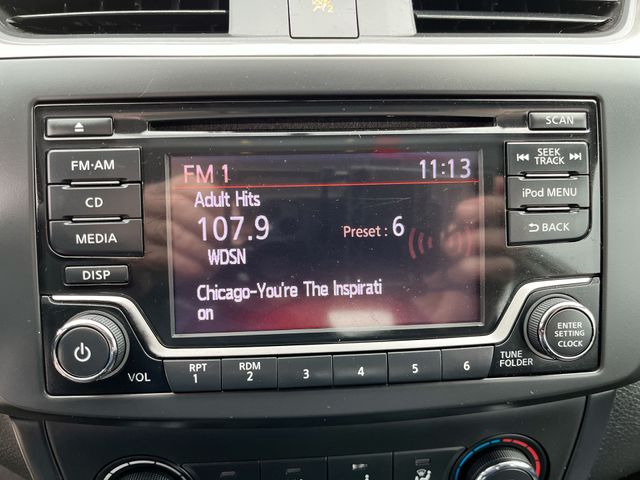 SCAN
FM·AM
CD
MEDIA
DISP
FM 1 11:13
Adult Hits
107.9 Preset : 6
WDSN
Chicago-You're The Inspirati
on
SEEK
TRACK
iPod MENU
BACK
VOL
RPT
1
RDM
2
3
4
5
6
TUNE
FOLDER
ENTER
SETTING
CLOCK